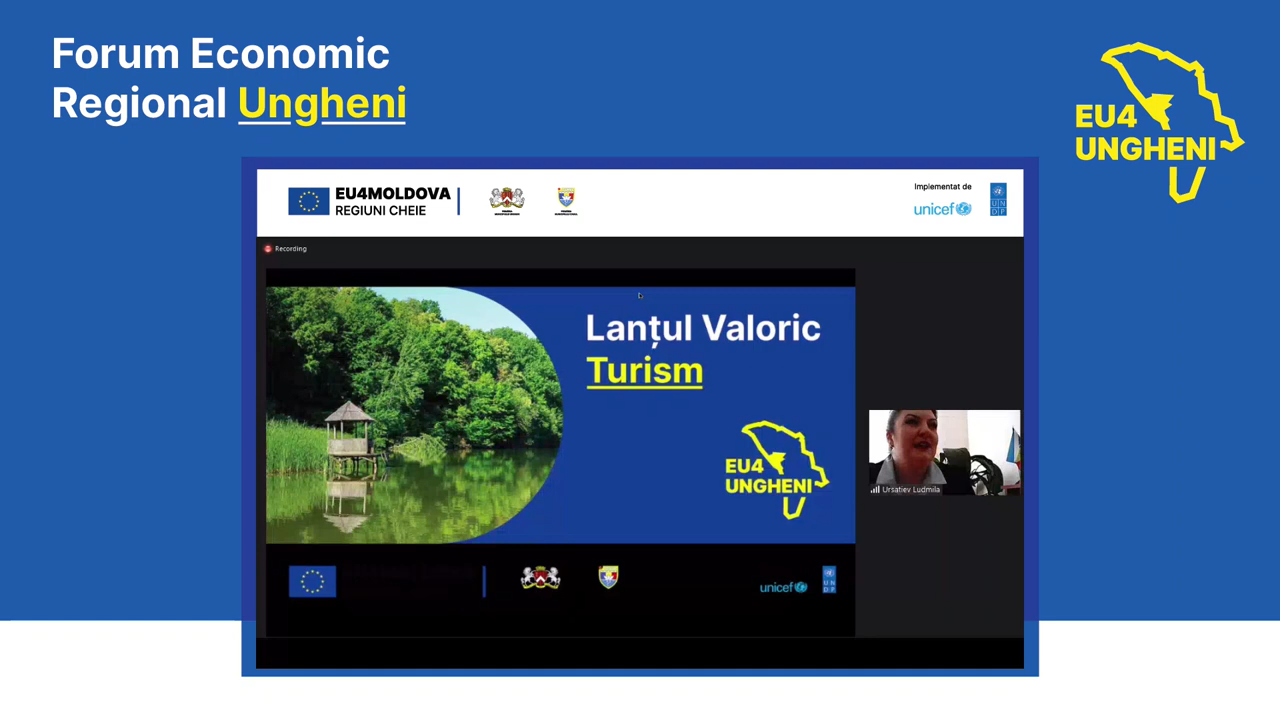 Forum Economic
Regional Ungheni
EU4
UNGHENI
EU4MOLDOVA
REGIUNI CHEIE
Implementat de
unicef
U N
D P
Recording
Lanțul Valoric
Turism
EU4
UNGHENI
Ursatiev Ludmila
unicef
U N
D P